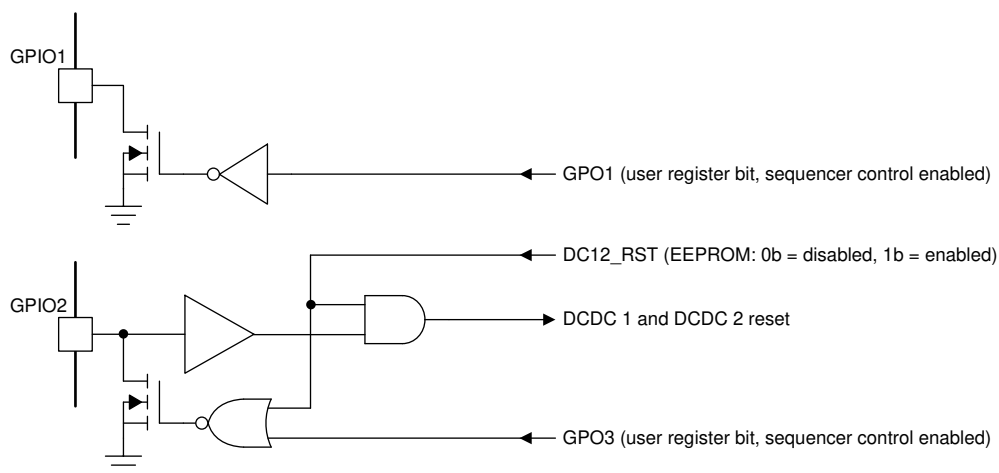 GPIO1
GPO1 (user register bit, sequencer control enabled)
DC12_RST (EEPROM: 0b = disabled, 1b = enabled)
GPIO2
DCDC 1 and DCDC 2 reset
GPO3 (user register bit, sequencer control enabled)